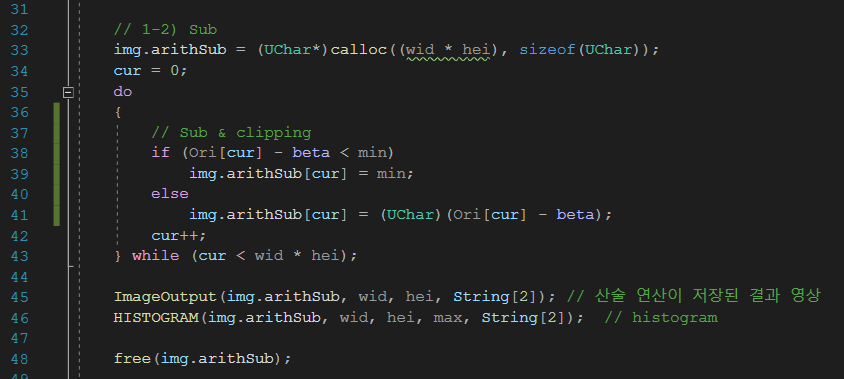 31
32 // 1-2) Sub
33 img.arithSub = (UChar*)calloc((wid * hei), sizeof(UChar));
34 cur = 0;
35 do
36 {
37 // Sub & clipping
38 if (Ori[cur] - beta < min)
39 img.arithSub[cur] = min;
40 else
41 img.arithSub[cur] = (UChar)(Ori[cur] - beta);
42 cur++;
43 } while (cur < wid * hei);
44
45 ImageOutput(img.arithSub, wid, hei, String[2]); // 산술 연산이 저장된 결과 영상
46 HISTOGRAM(img.arithSub, wid, hei, max, String[2]); // histogram
47
48 free(img.arithSub);
49